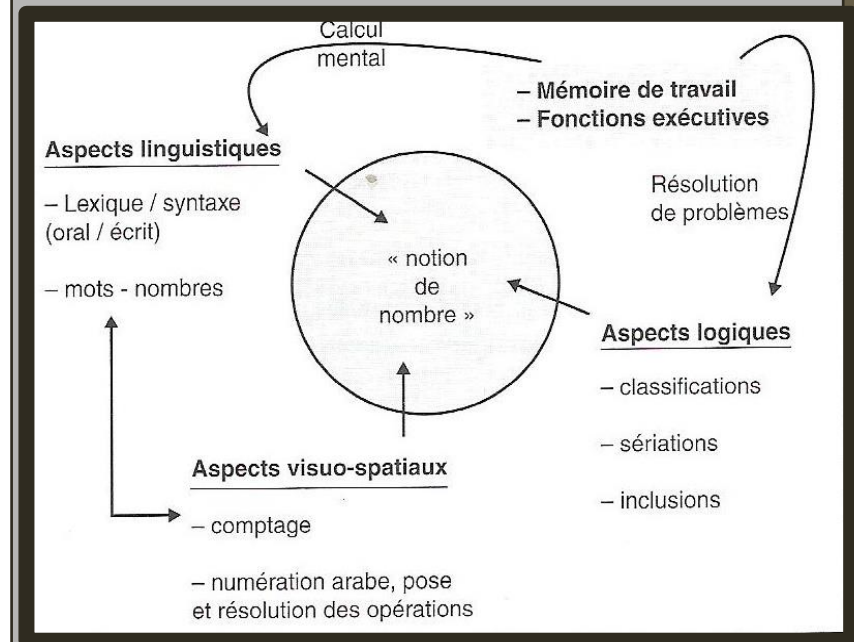 Calcul
mental
– Mémoire de travail
– Fonctions exécutives
Aspects linguistiques
– Lexique / syntaxe
(oral / écrit)
– mots - nombres
Résolution
de problèmes
« notion
de
nombre »
Aspects logiques
– classifications
– sériations
– inclusions
Aspects visuo-spatiaux
– comptage
– numération arabe, pose
et résolution des opérations